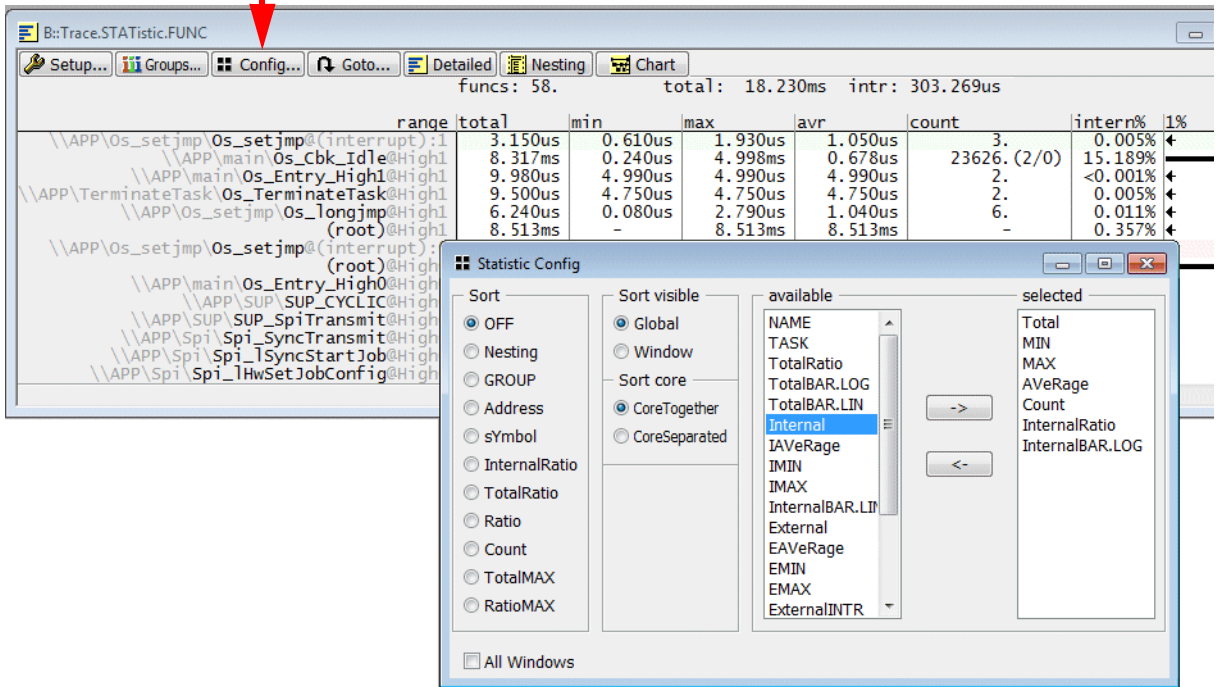 B::Trace.STATistic.FUNC
Setup... Groups... Config... Goto... Detailed Nesting Chart
funcs: 58. total: 18.230ms intr: 303.269us
range total min max avr count intern% 1%
\\APP\Os_setjmp\Os_setjmp@(interrupt):1 3.150us 0.610us 1.930us 1.050us 3. 0.005%
\\APP\main\Os_Cbk_Idle@High1 8.317ms 0.240us 4.998ms 0.678us 23626.(2/0) 15.189%
\\APP\main\Os_Entry_High1@High1 9.980us 4.990us 4.990us 4.990us 2. <0.001%
\\APP\TerminateTask\Os_TerminateTask@High1 9.500us 4.750us 4.750us 4.750us 2. 0.005%
\\APP\Os_setjmp\Os_longjmp@High1 6.240us 0.080us 2.790us 1.040us 6. 0.011%
(root)@High1 8.513ms - 8.513ms 8.513ms - 0.357%
\\APP\Os_setjmp\Os_setjmp@(interrupt):
(root)@High
\\APP\main\Os_Entry_High0@High
\\APP\SUP\SUP_CYCLIC@High
\\APP\SUP\SUP_SpiTransmit@High
\\APP\Spi\Spi_SyncTransmit@High
\\APP\Spi\Spi_lSyncStartJob@High
\\APP\Spi\Spi_lHwSetJobConfig@High
Statistic Config
Sort
OFF
Nesting
GROUP
Address
sYmbol
InternalRatio
TotalRatio
Ratio
Count
TotalMAX
RatioMAX
Sort visible
Global
Window
Sort core
CoreTogether
CoreSeparated
available
NAME
TASK
TotalRatio
TotalBAR.LOG
TotalBAR.LIN
Internal
IAVeRage
IMIN
IMAX
InternalBAR.LIN
External
EAVeRage
EMIN
EMAX
ExternalINTR
->
<-
selected
Total
MIN
MAX
AVeRage
Count
InternalRatio
InternalBAR.LOG
All Windows